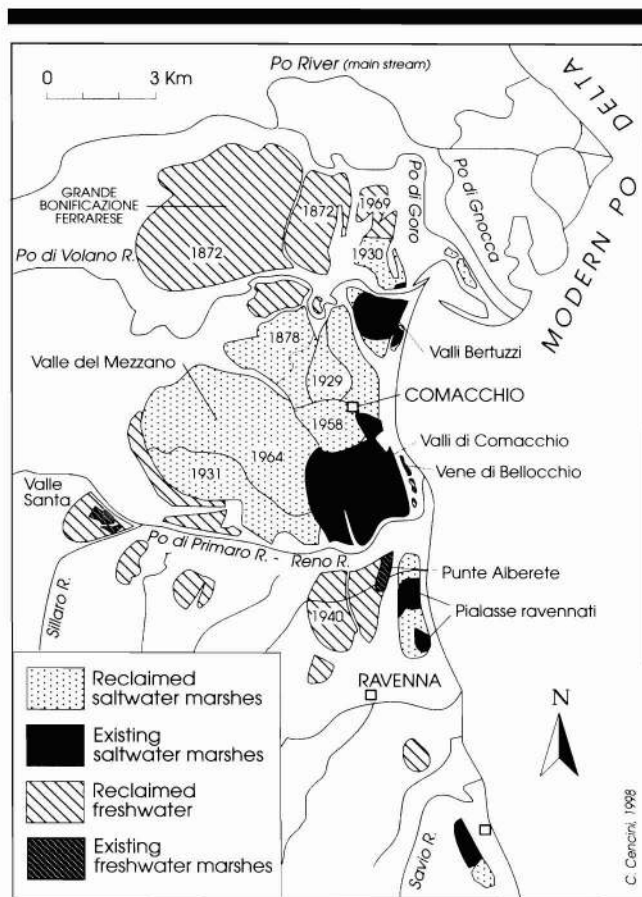 0 3 Km
Po River (main stream)
DELTA
MODERN PO
GRANDE
BONIFICAZIONE
FERRARESE
1872
1872
1969
1930
Po di Goro
Po di Gnocca
Po di Volano R.
Valli Bertuzzi
1878
Valle del Mezzano
1929
COMACCHIO
1958
Valli di Comacchio
Vene di Bellocchio
1964
1931
Valle
Santa
Po di Primaro R. - Reno R.
Punte Alberete
Pialasse ravennati
Sillaro R.
1940
RAVENNA
N
Savio R.
Reclaimed
saltwater marshes
Existing
saltwater marshes
Reclaimed
freshwater
Existing
freshwater marshes
C. Cencini, 1998